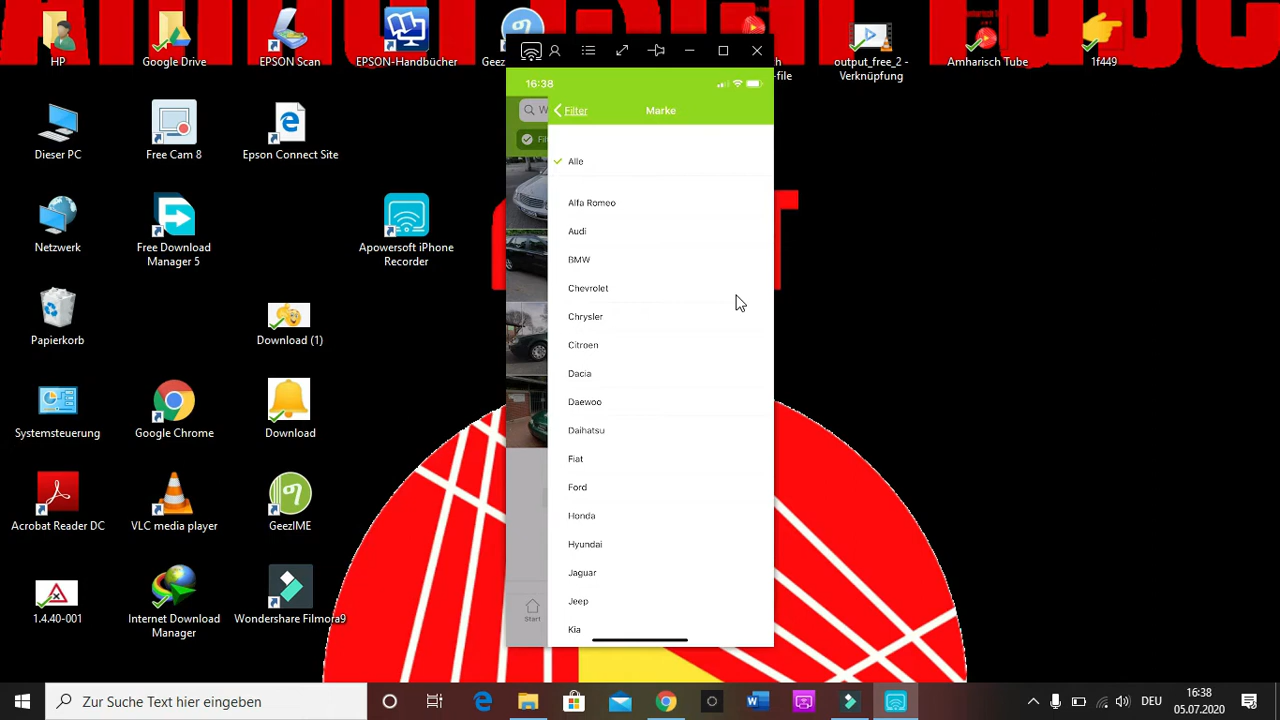 HP
Google Drive
EPSON Scan
EPSON-Handbücher
Geez
-file
output_free_2 -
Verknüpfung
Amharisch Tube
1f449
Dieser PC
Free Cam 8
Epson Connect Site
Netzwerk
Free Download
Manager 5
Apowersoft iPhone
Recorder
Papierkorb
Download (1)
Systemsteuerung
Google Chrome
Download
Acrobat Reader DC
VLC media player
GeezIME
1.4.40-001
Internet Download
Manager
Wondershare Filmora9
16:38
W
Filter
Marke
Fil
Alle
Alfa Romeo
Audi
BMW
Chevrolet
Chrysler
Citroen
Dacia
Daewoo
Daihatsu
Fiat
Ford
Honda
Hyundai
Jaguar
Jeep
Kia
Start
Zur Suche Text hier eingeben
DEU
16:38
05.07.2020